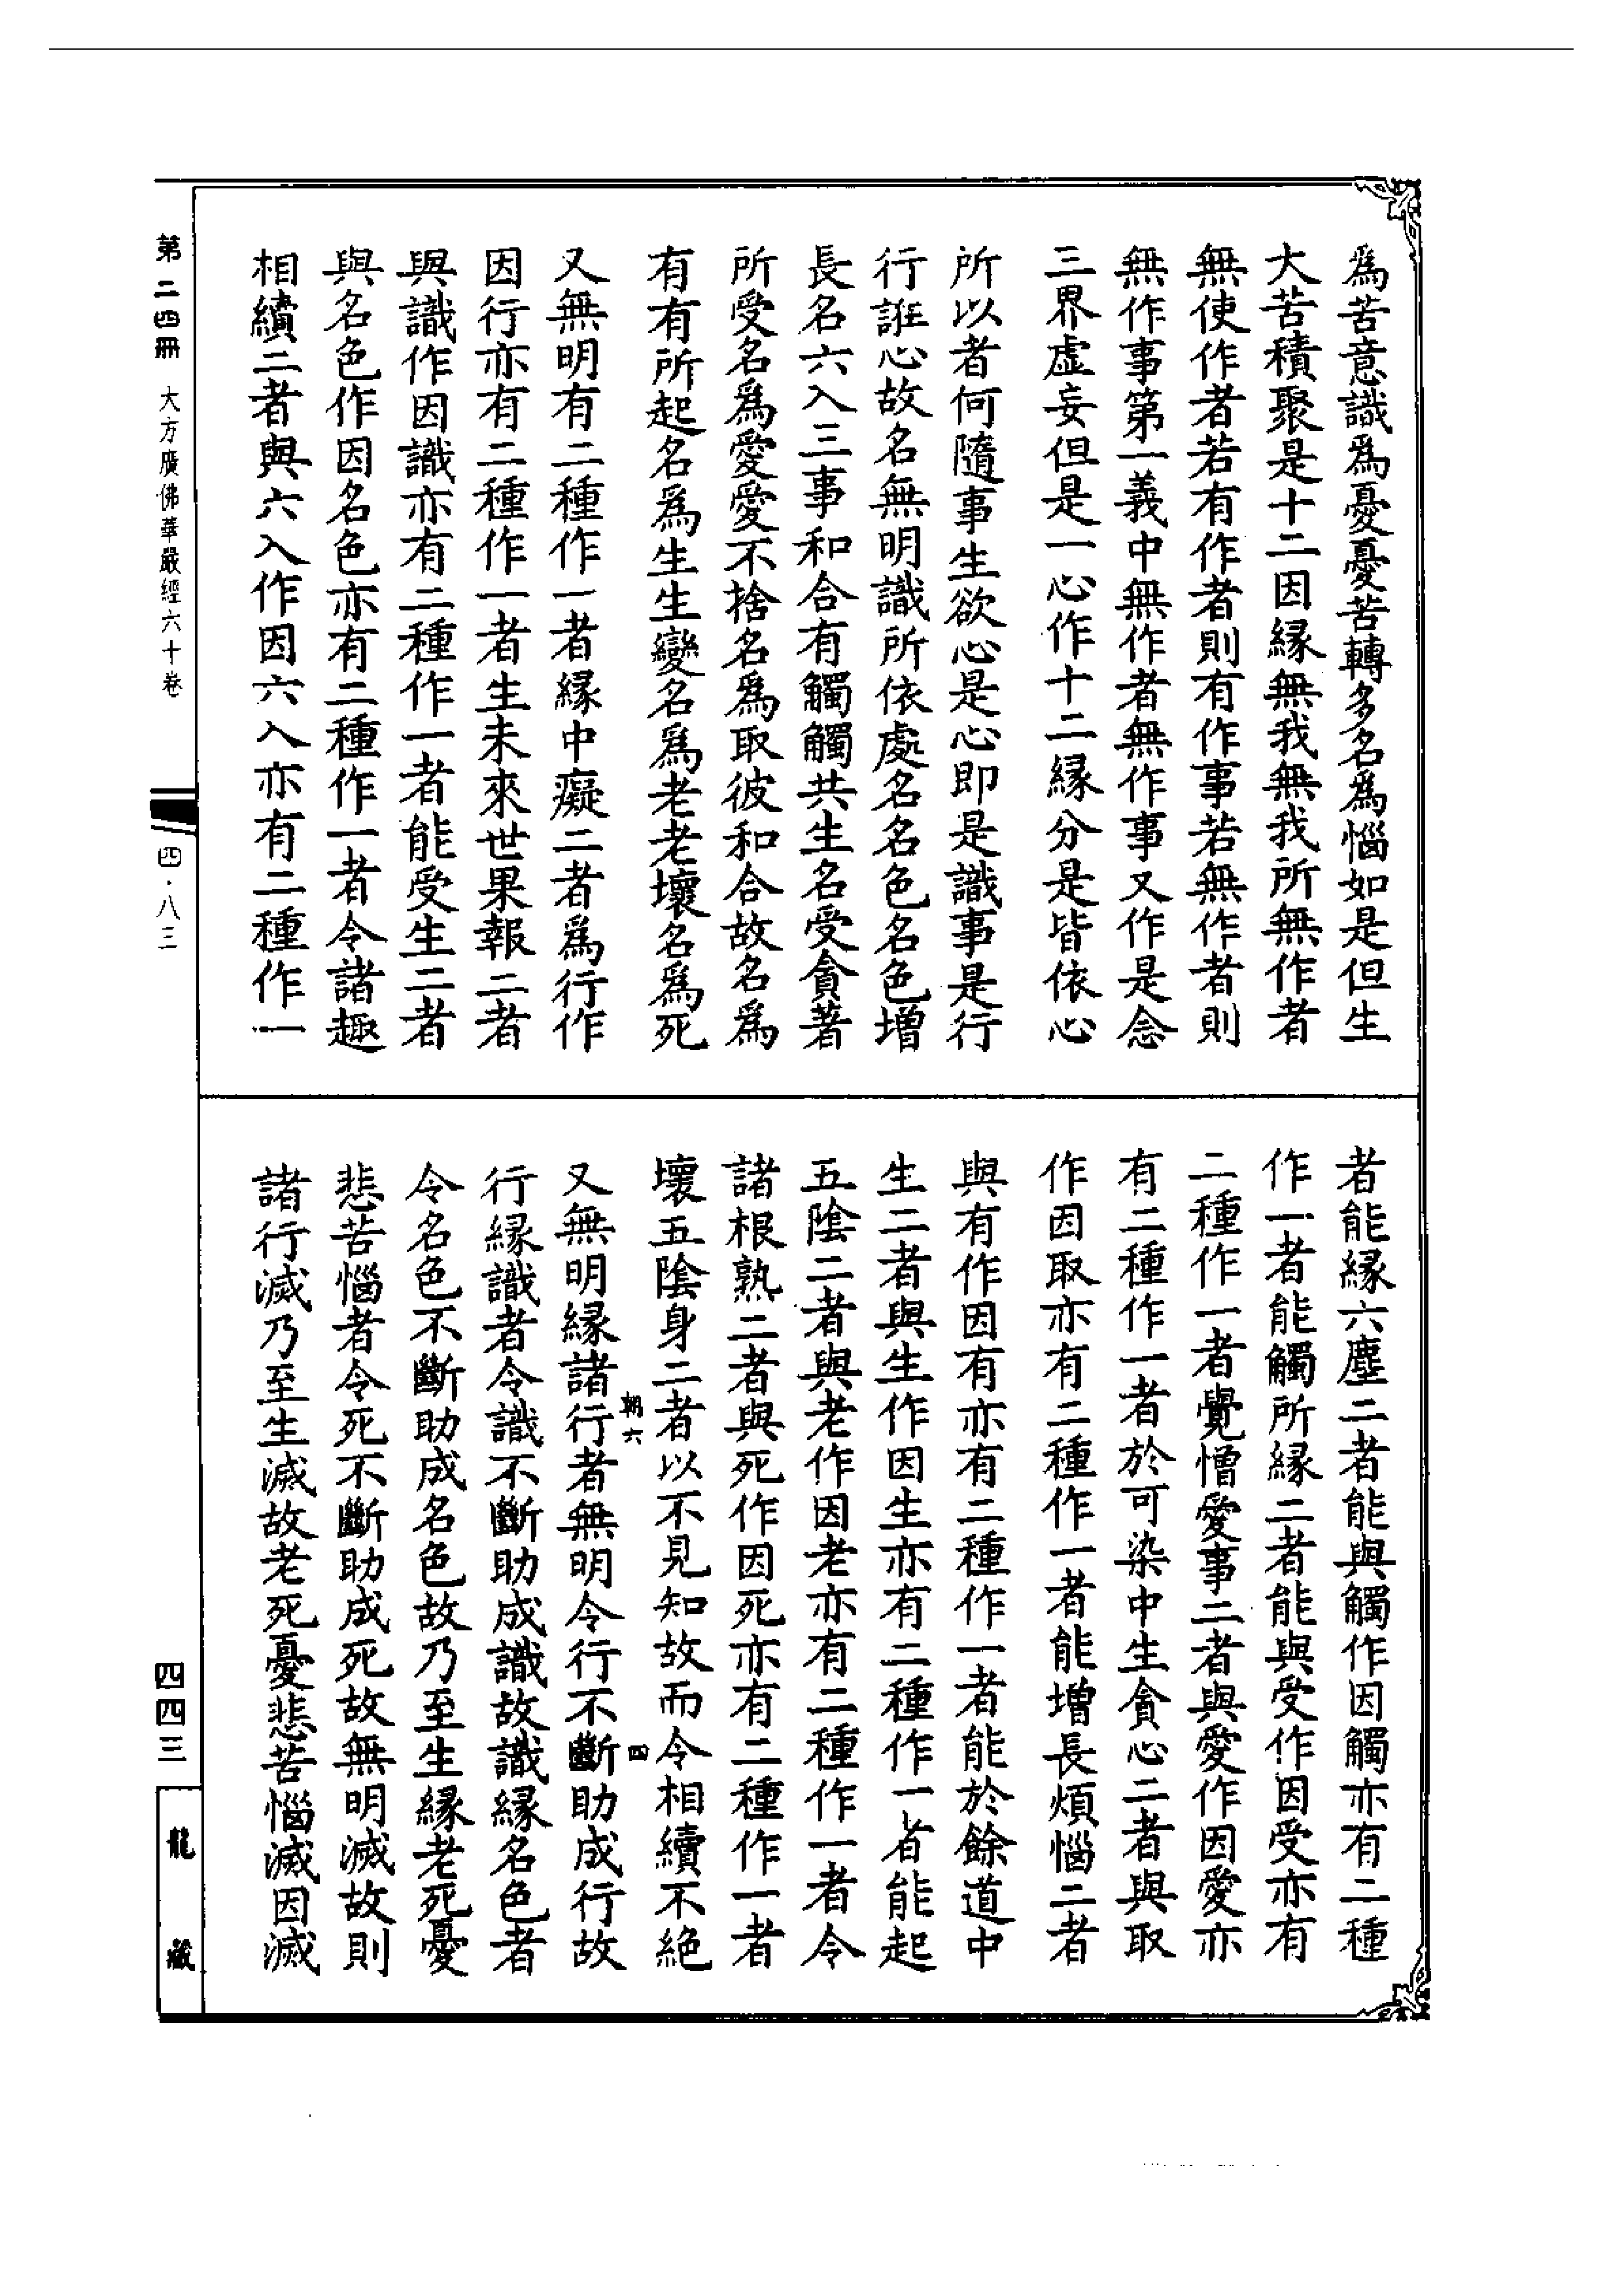 為苦意識為憂憂苦轉多名為惱如是但生
大苦積聚是十二因緣無我無我所無作者
無使作者若有作者則有作事若無作者則
無作事第一義中無作者無作事又作是念
三界虛妄但是一心作十二緣分是皆依心
所以者何隨事生欲心是心即是識事是行
行誑心故名無明識所依處名名色名色增
長名六入三事和合有觸觸共生名受貪著
所受名為愛愛不捨名為取彼和合故名為
有有所起名為生生變名為老老壞名為死
又無明有二種作一者緣中癡二者為行作
因行亦有二種作一者生未來世果報二者
與識作因識亦有二種作一者能受生二者
與名色作因名色亦有二種作一者令諸趣
相續二者與六入作因六入亦有二種作一
者能緣六塵二者能與觸作因觸亦有二種
作一者能觸所緣二者能與受作因受亦有
二種作一者覺憎愛事二者與愛作因愛亦
有二種作一者於可染中生貪心二者與取
作因取亦有二種作一者能增長煩惱二者
與有作因有亦有二種作一者能於餘道中
生二者與生作因生亦有二種作一者能起
五陰二者與老作因老亦有二種作一者令
諸根熟二者與死作因死亦有二種作一者
壞五陰身二者以不見知故而令相續不絕
朝六
四
又無明緣諸行者無明令行不斷助成行故
行緣識者令識不斷助成識故識緣名色者
令名色不斷助成名色故乃至生緣老死憂
悲苦惱者令死不斷助成死故無明滅故則
諸行滅乃至生滅故老死憂悲苦惱滅因滅
第二四冊 大方廣佛華嚴經六十卷
四·八三
四四三
龍藏